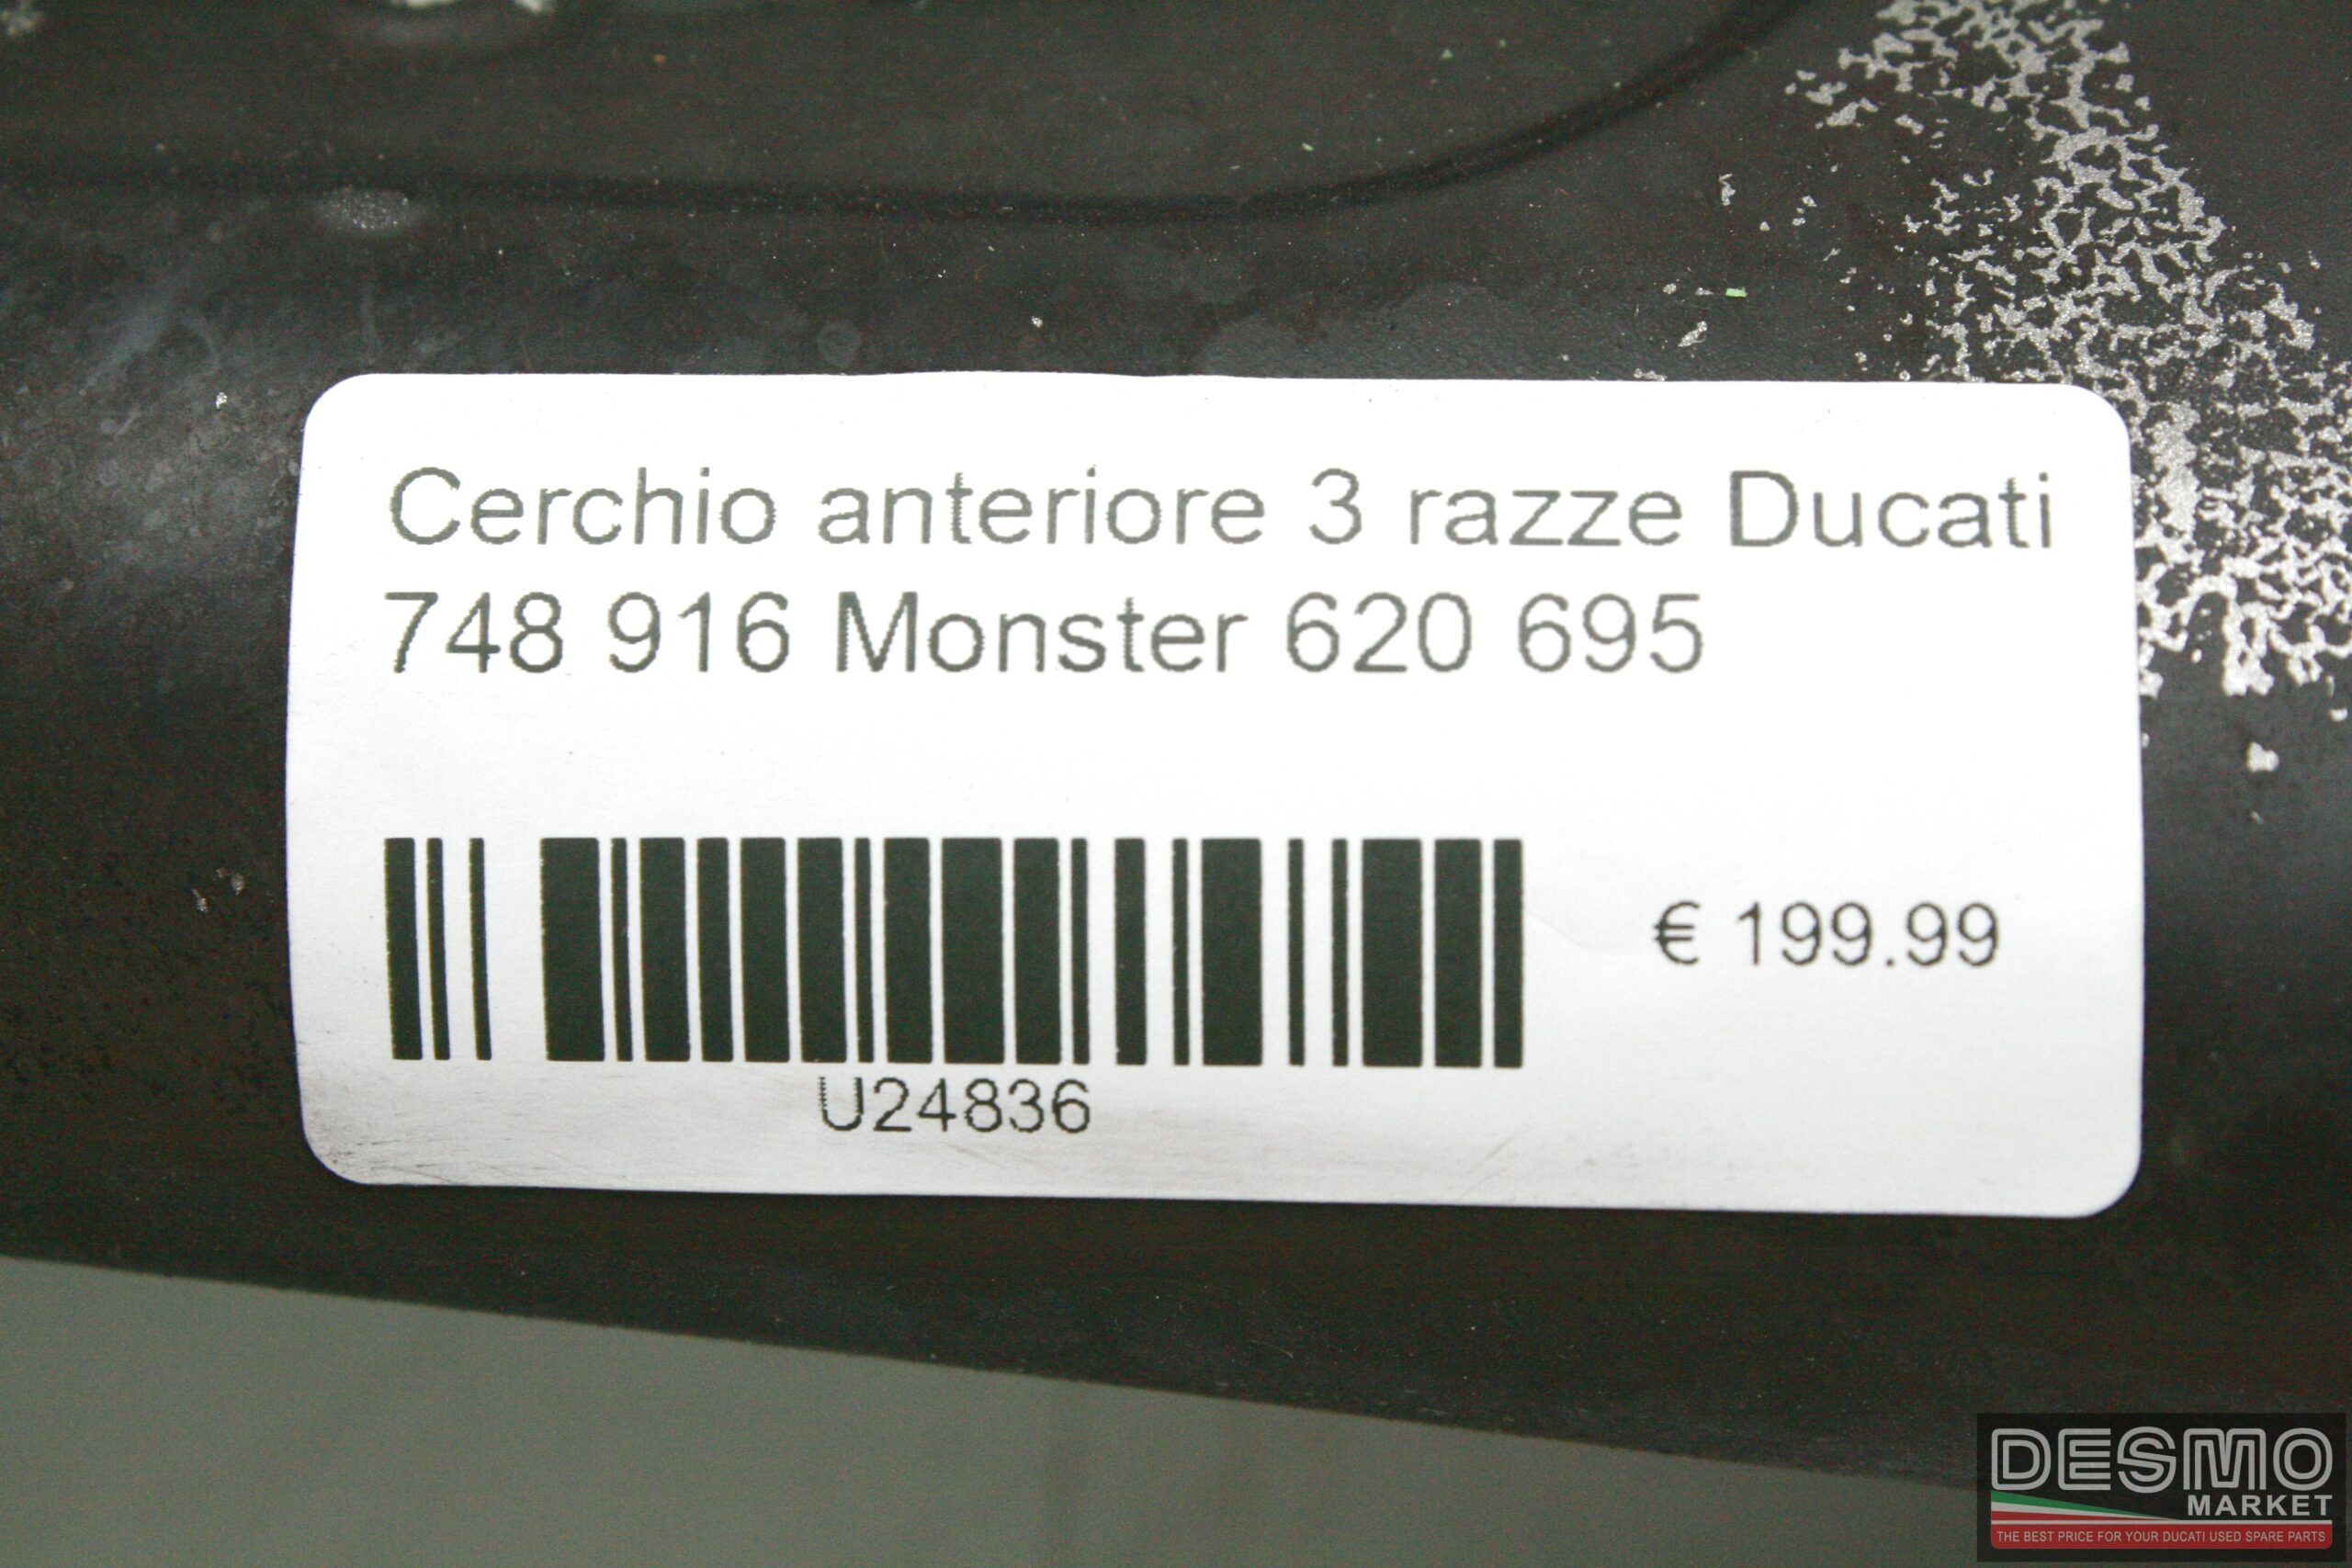 Cerchio anteriore 3 razze Ducati
748 916 Monster 620 695
€ 199.99
U24836
DESMO
MARKET
THE BEST PRICE FOR YOUR DUCATI USED SPARE PARTS